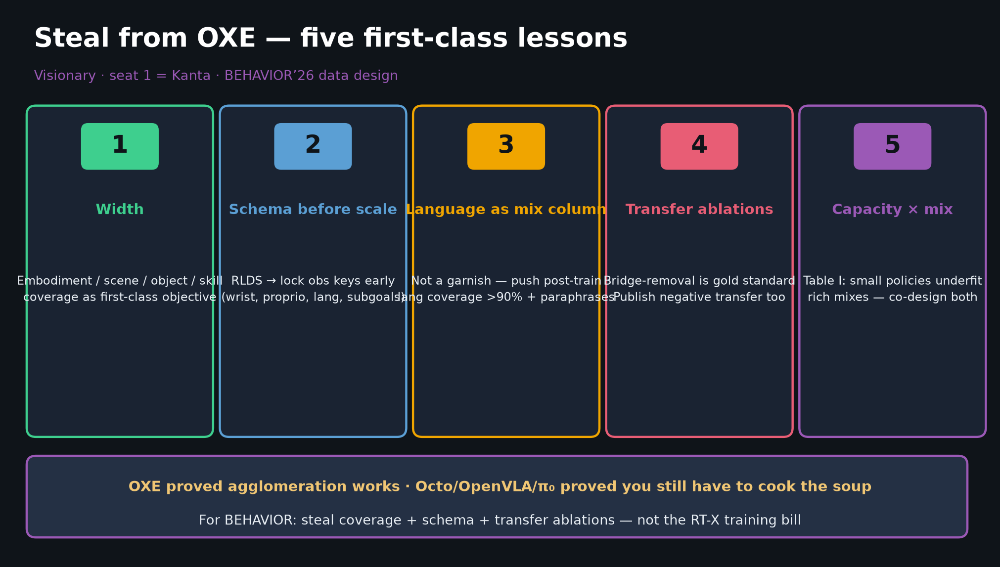 Steal from OXE — five first-class lessons
Visionary · seat 1 = Kanta · BEHAVIOR’26 data design
1
Width
Embodiment / scene / object / skill
coverage as first-class objective
2
Schema before scale
RLDS → lock obs keys early
(wrist, proprio, lang, subgoals)
3
Language as mix column
Not a garnish — push post-train
lang coverage >90% + paraphrases
4
Transfer ablations
Bridge-removal is gold standard
Publish negative transfer too
5
Capacity × mix
Table I: small policies underfit
rich mixes — co-design both
OXE proved agglomeration works · Octo/OpenVLA/π₀ proved you still have to cook the soup
For BEHAVIOR: steal coverage + schema + transfer ablations — not the RT-X training bill